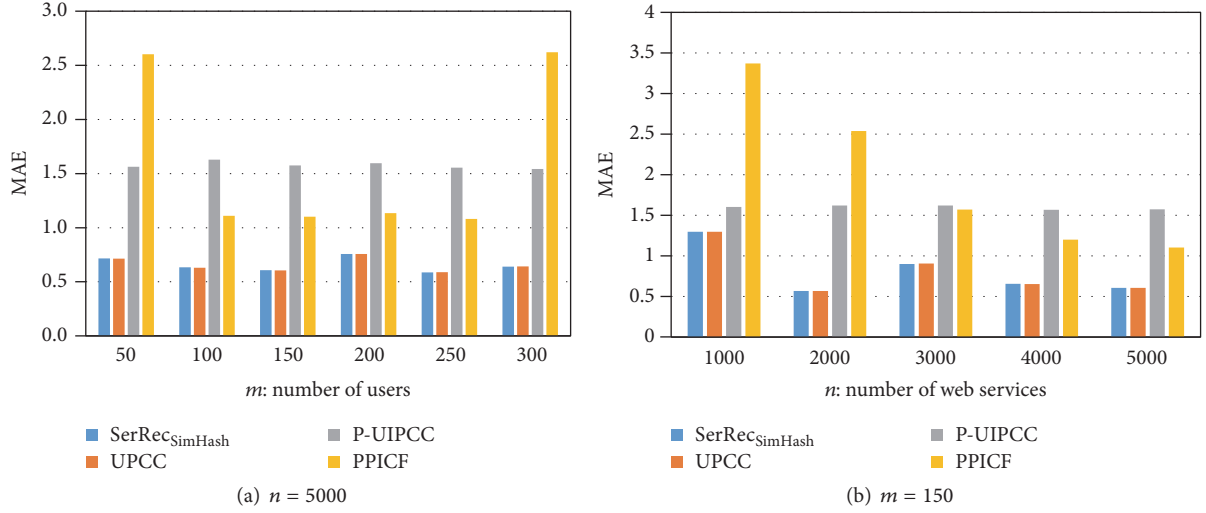 3.0
2.5
2.0
1.5
1.0
0.5
0.0
MAE
50 100 150 200 250 300
m: number of users
SerRecSimHash P-UIPCC
UPCC PPICF
(a) n = 5000
4
3.5
3
2.5
2
1.5
1
0.5
0
MAE
1000 2000 3000 4000 5000
n: number of web services
SerRecSimHash P-UIPCC
UPCC PPICF
(b) m = 150